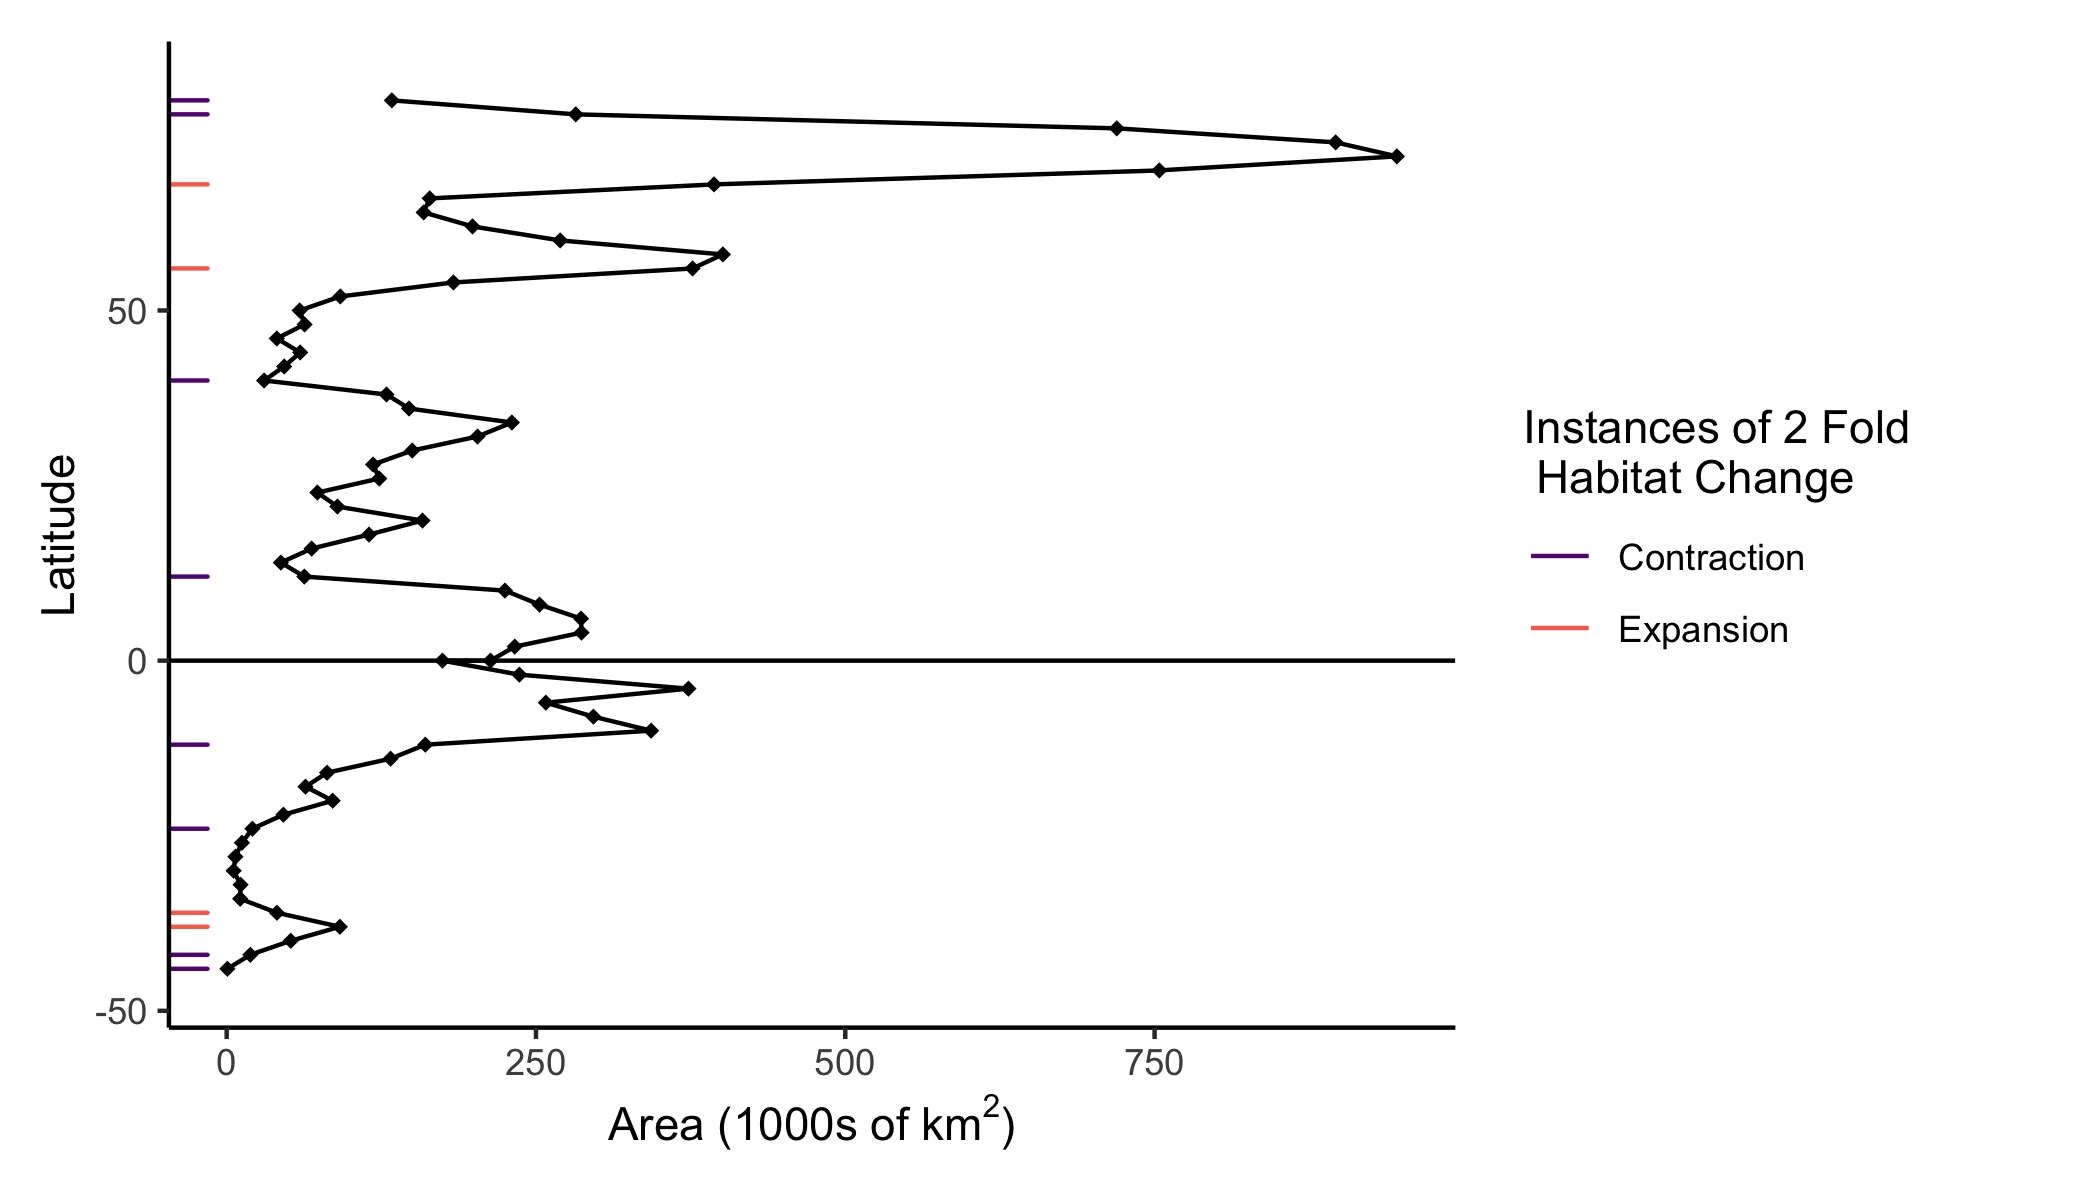 50
0
-50
Latitude
0
250
500
750
Area (1000s of km²)
Instances of 2 Fold
Habitat Change
Contraction
Expansion